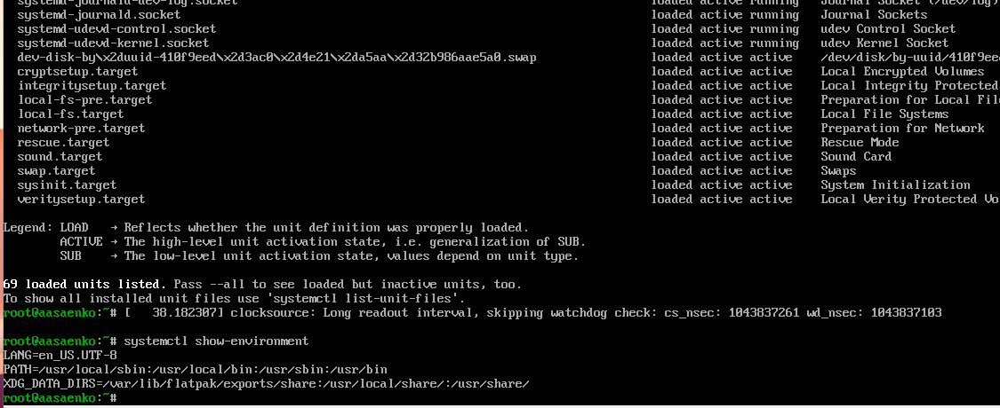 systemd-journald-dev-log.socket loaded active running Journal Socket (/dev/log)
systemd-journald.socket loaded active running Journal Sockets
systemd-udevd-control.socket loaded active running udev Control Socket
systemd-udevd-kernel.socket loaded active running udev Kernel Socket
dev-disk-by\x2duuid-410f9eed\x2d3ac0\x2d4e21\x2da5aa\x2d32b986aae5a0.swap loaded active active /dev/disk/by-uuid/410f9ee
cryptsetup.target loaded active active Local Encrypted Volumes
integritysetup.target loaded active active Local Integrity Protected
local-fs-pre.target loaded active active Preparation for Local Fil
local-fs.target loaded active active Local File Systems
network-pre.target loaded active active Preparation for Network
rescue.target loaded active active Rescue Mode
sound.target loaded active active Sound Card
swap.target loaded active active Swaps
sysinit.target loaded active active System Initialization
veritysetup.target loaded active active Local Verity Protected Vo
Legend: LOAD → Reflects whether the unit definition was properly loaded.
ACTIVE → The high-level unit activation state, i.e. generalization of SUB.
SUB → The low-level unit activation state, values depend on unit type.
69 loaded units listed. Pass --all to see loaded but inactive units, too.
To show all installed unit files use 'systemctl list-unit-files'.
root@aasaenko:~# [   38.182307] clocksource: Long readout interval, skipping watchdog check: cs_nsec: 1043837261 wd_nsec: 1043837103
root@aasaenko:~# systemctl show-environment
LANG=en_US.UTF-8
PATH=/usr/local/sbin:/usr/local/bin:/usr/sbin:/usr/bin
XDG_DATA_DIRS=/var/lib/flatpak/exports/share:/usr/local/share/:/usr/share/
root@aasaenko:~#